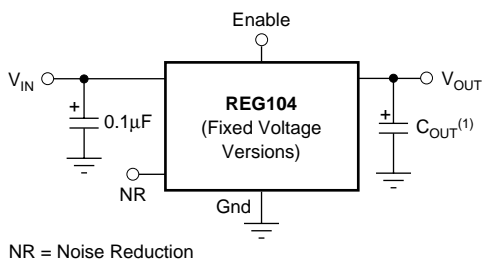 Enable
V_IN
V_OUT
REG104
(Fixed Voltage
Versions)
+
0.1µF
+
C_OUT(1)
NR
Gnd
NR = Noise Reduction